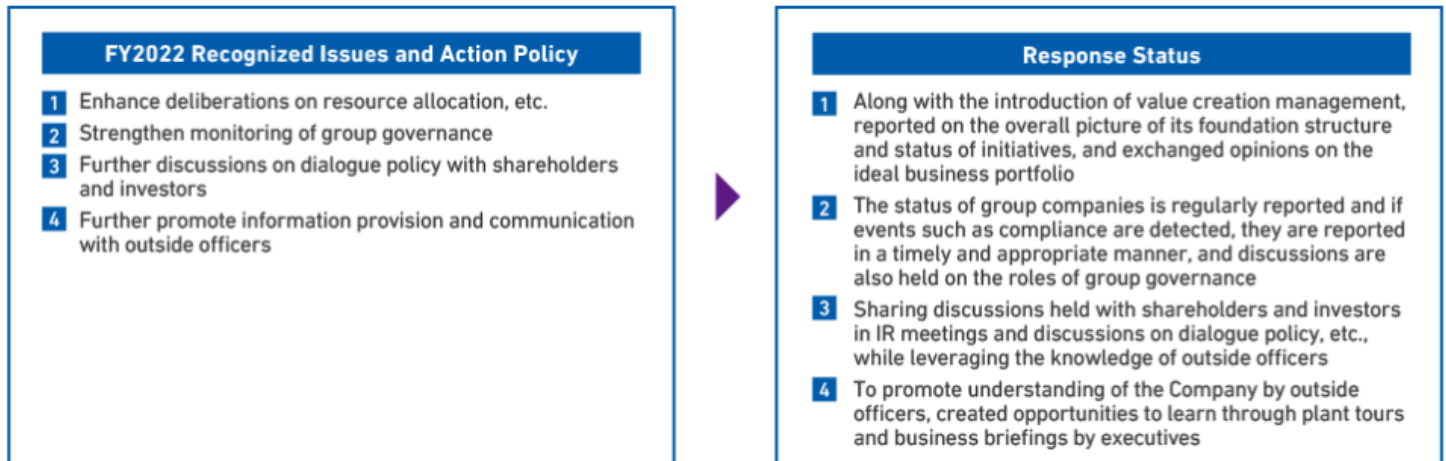 FY2022 Recognized Issues and Action Policy
1 Enhance deliberations on resource allocation, etc.
2 Strengthen monitoring of group governance
3 Further discussions on dialogue policy with shareholders
and investors
4 Further promote information provision and communication
with outside officers
Response Status
1 Along with the introduction of value creation management,
reported on the overall picture of its foundation structure
and status of initiatives, and exchanged opinions on the
ideal business portfolio
2 The status of group companies is regularly reported and if
events such as compliance are detected, they are reported
in a timely and appropriate manner, and discussions are
also held on the roles of group governance
3 Sharing discussions held with shareholders and investors
in IR meetings and discussions on dialogue policy, etc.,
while leveraging the knowledge of outside officers
4 To promote understanding of the Company by outside
officers, created opportunities to learn through plant tours
and business briefings by executives